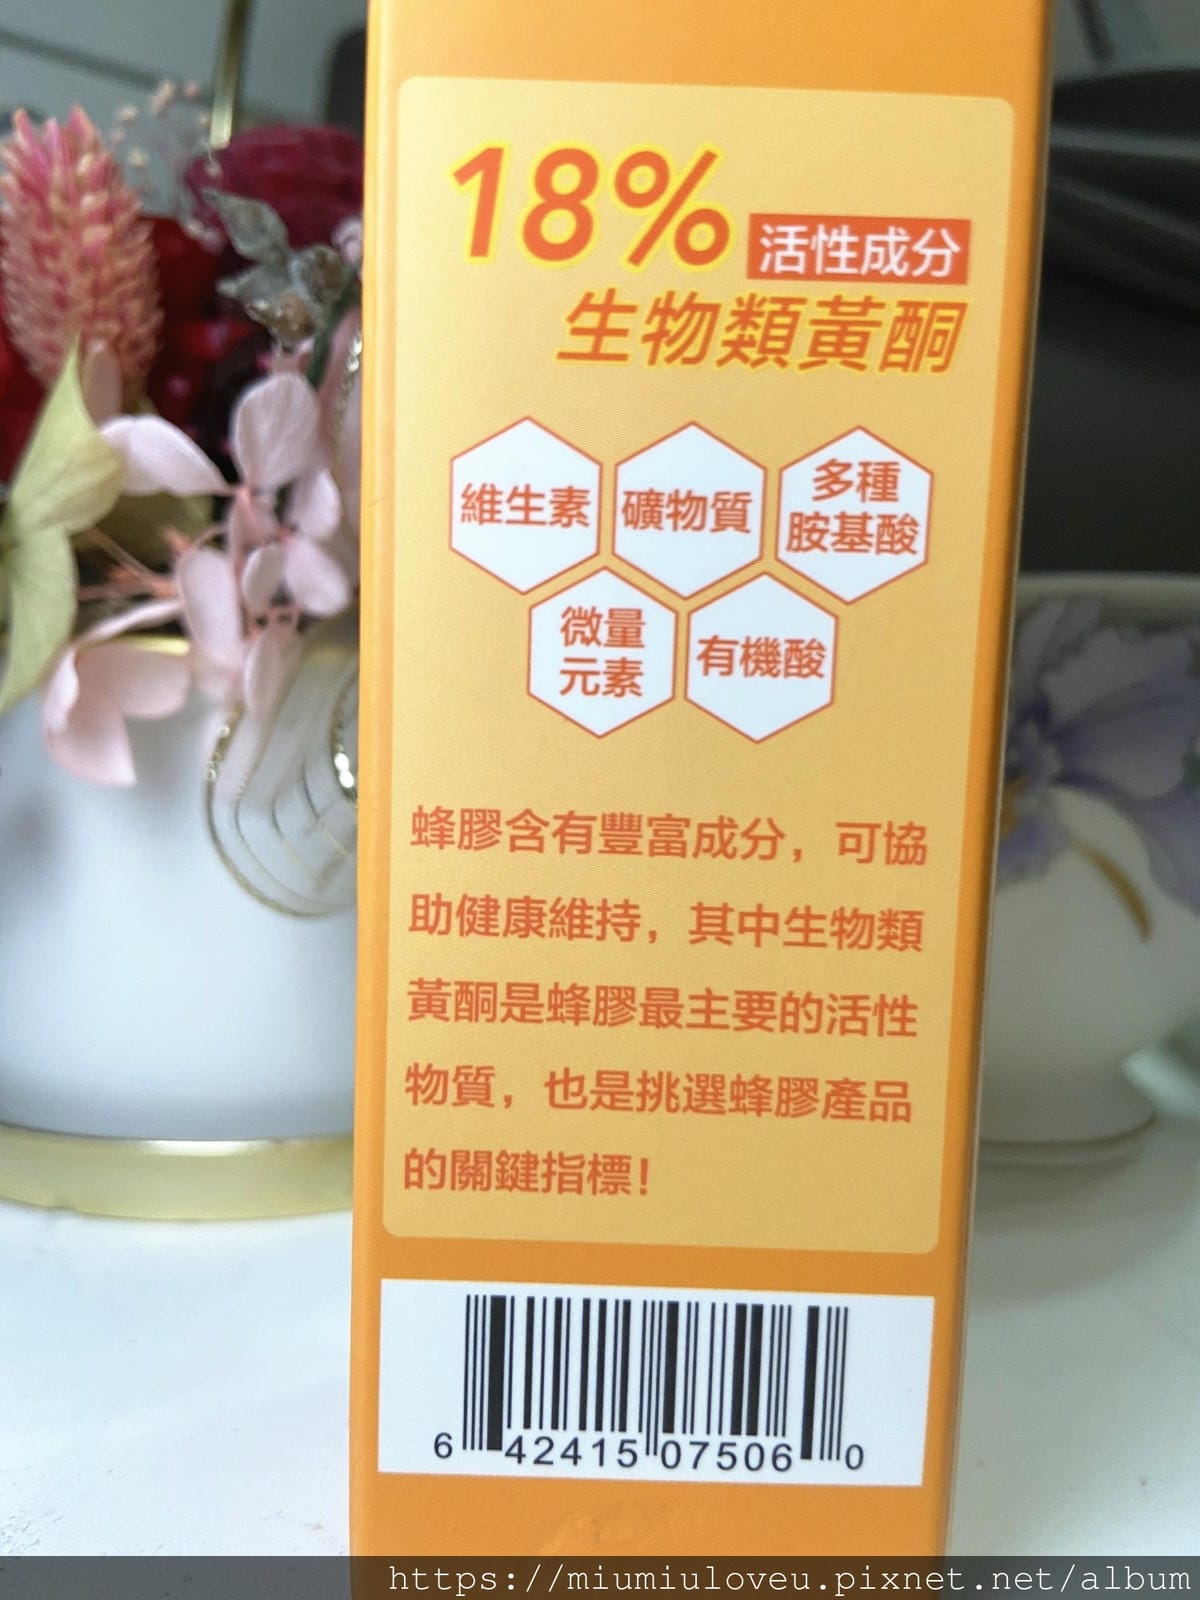 18% 活性成分
生物類黃酮
維生素 礦物質 多種
胺基酸
微量
元素
有機酸
蜂膠含有豐富成分，可協
助健康維持，其中生物類
黃酮是蜂膠最主要的活性
物質，也是挑選蜂膠產品
的關鍵指標！
6 42415 07506 0
https://miumiuloveu.pixnet.net/album